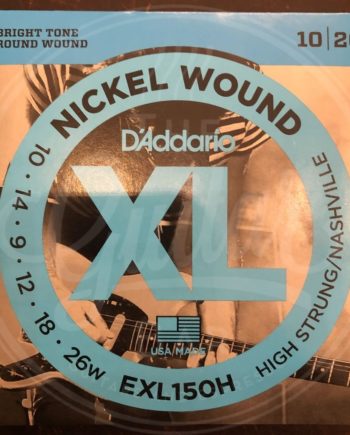 BRIGHT TONE
ROUND WOUND
10|2
NICKEL WOUND
D'Addario
XL
10 • 14 • 9 • 12 • 18 • 26w
USA MADE
EXL150H
HIGH STRUNG/NASHVILLE